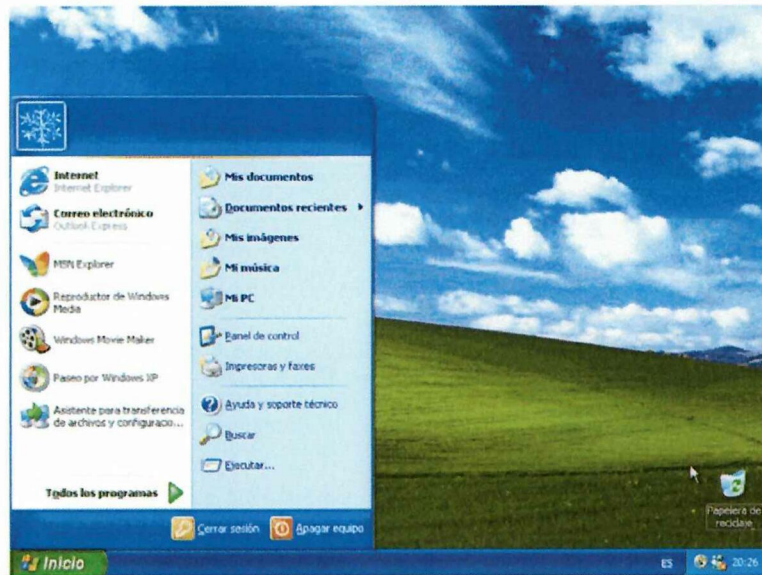 Internet
Internet Explorer
Correo electrónico
Outlook Express
MSN Explorer
Reproductor de Windows
Media
Windows Movie Maker
Paseo por Windows XP
Asistente para transferencia
de archivos y configuracio...
Todos los programas
Mis documentos
Documentos recientes
Mis imágenes
Mi música
Mi PC
Panel de control
Impresoras y faxes
Ayuda y soporte técnico
Buscar
Ejecutar...
Cerrar sesión
Apagar equipo
Papelera de
reciclaje
Inicio
ES
20:26